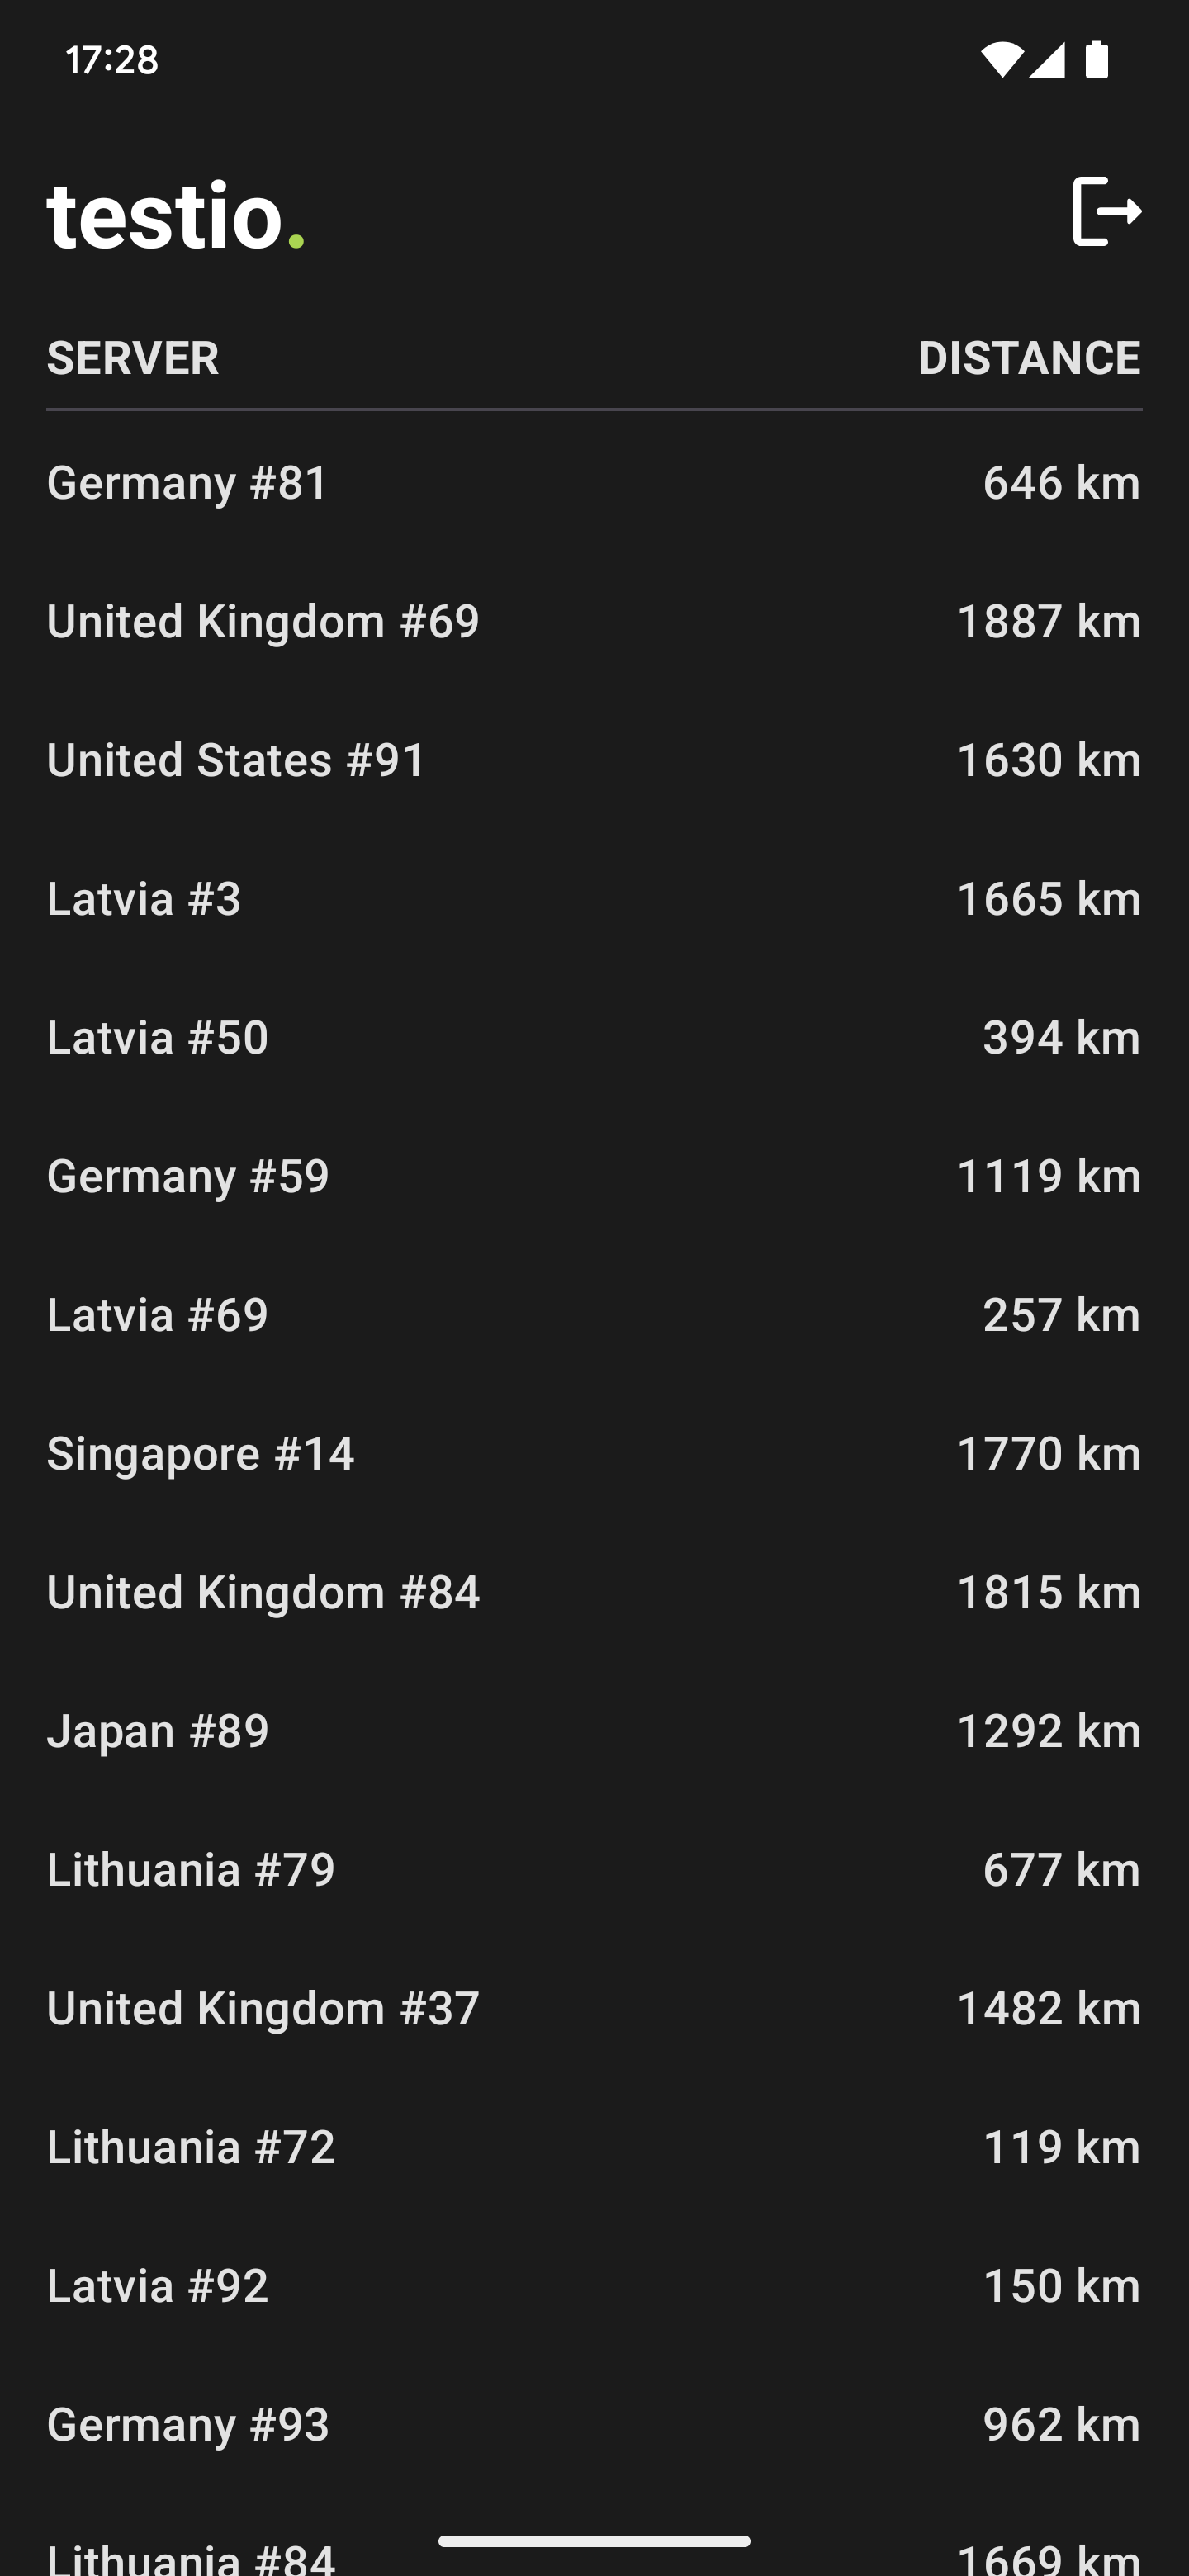 17:28
testio.
SERVER DISTANCE
Germany #81 646 km
United Kingdom #69 1887 km
United States #91 1630 km
Latvia #3 1665 km
Latvia #50 394 km
Germany #59 1119 km
Latvia #69 257 km
Singapore #14 1770 km
United Kingdom #84 1815 km
Japan #89 1292 km
Lithuania #79 677 km
United Kingdom #37 1482 km
Lithuania #72 119 km
Latvia #92 150 km
Germany #93 962 km
Lithuania #84 1669 km